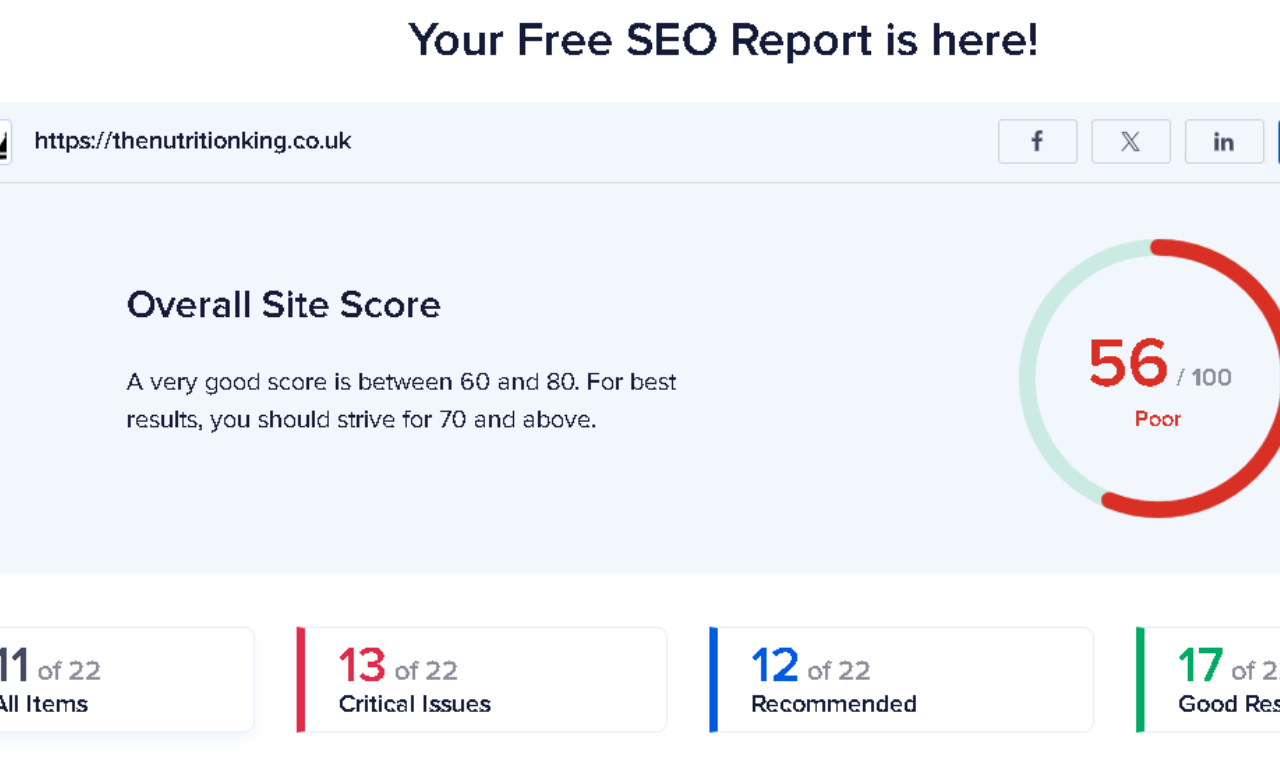 Your Free SEO Report is here!
https://thenutritionking.co.uk
f
X
in
Overall Site Score
A very good score is between 60 and 80. For best
results, you should strive for 70 and above.
56 / 100
Poor
11 of 22
All Items
13 of 22
Critical Issues
12 of 22
Recommended
17 of 2
Good Res